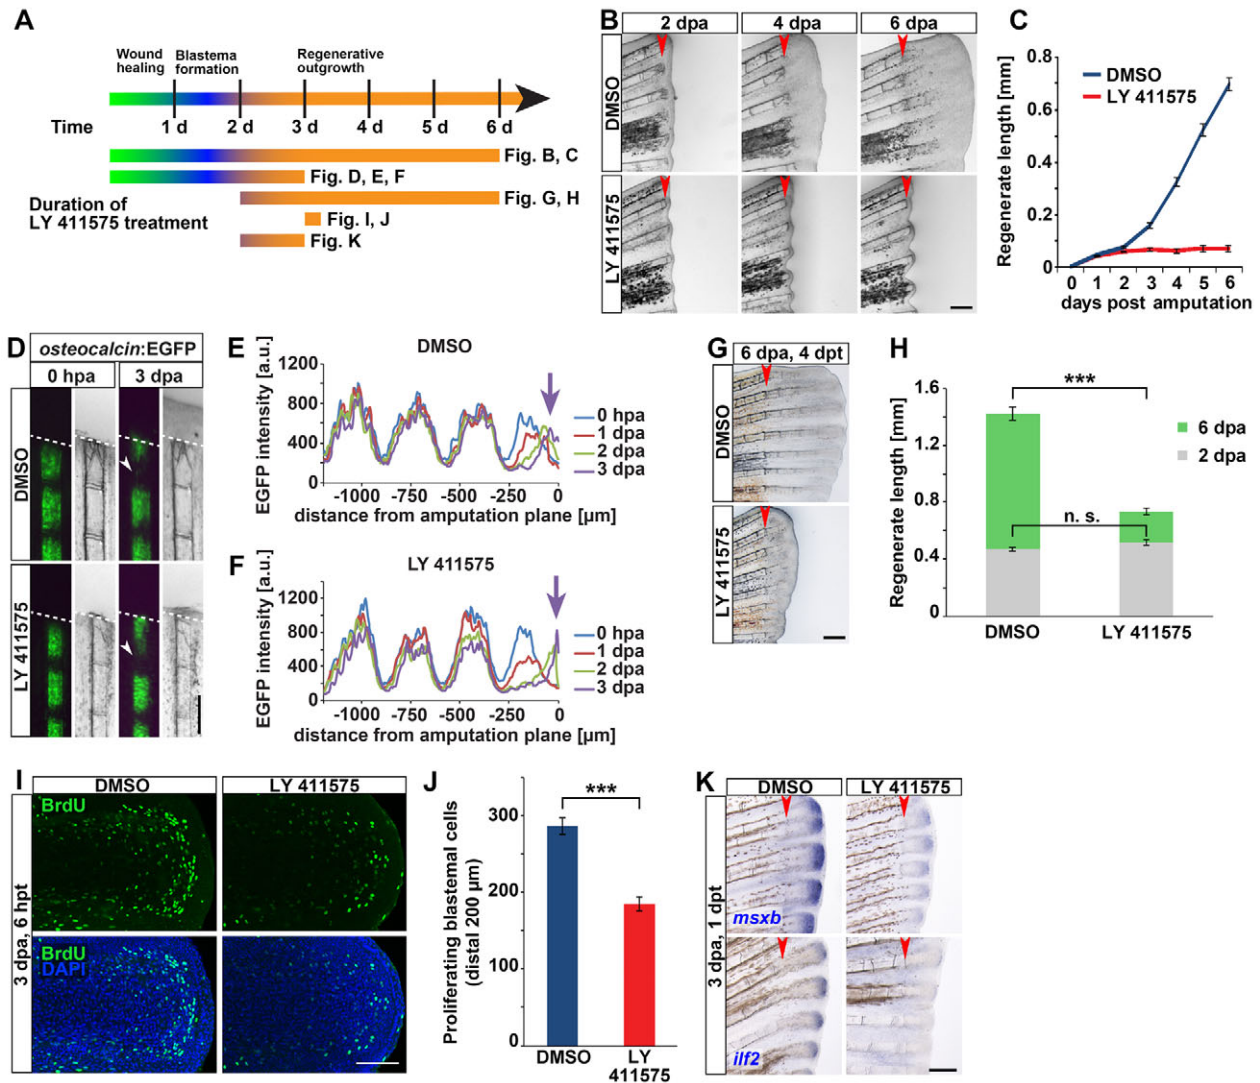 A
Wound healing
Blastema formation
Regenerative outgrowth
Time
1 d 2 d 3 d 4 d 5 d 6 d
Fig. B, C
Fig. D, E, F
Fig. G, H
Duration of
LY 411575 treatment
Fig. I, J
Fig. K
B
2 dpa 4 dpa 6 dpa
DMSO
LY 411575
C
Regenerate length [mm]
0.8
0.6
0.4
0.2
0
DMSO
LY 411575
0 1 2 3 4 5 6
days post amputation
D
osteocalcin:EGFP
0 hpa 3 dpa
DMSO
LY 411575
E
DMSO
EGFP intensity [a.u.]
1200
800
400
0
0 hpa
1 dpa
2 dpa
3 dpa
-1000 -750 -500 -250 0
distance from amputation plane [µm]
F
LY 411575
EGFP intensity [a.u.]
1200
800
400
0
0 hpa
1 dpa
2 dpa
3 dpa
-1000 -750 -500 -250 0
distance from amputation plane [µm]
G
6 dpa, 4 dpt
DMSO
LY 411575
H
Regenerate length [mm]
1.6
1.2
0.8
0.4
0
***
n. s.
6 dpa
2 dpa
DMSO LY 411575
I
DMSO LY 411575
3 dpa, 6 hpt
BrdU
BrdU
DAPI
J
Proliferating blastemal cells
(distal 200 µm)
300
200
100
0
***
DMSO LY
411575
K
DMSO LY 411575
3 dpa, 1 dpt
msxb
ilf2